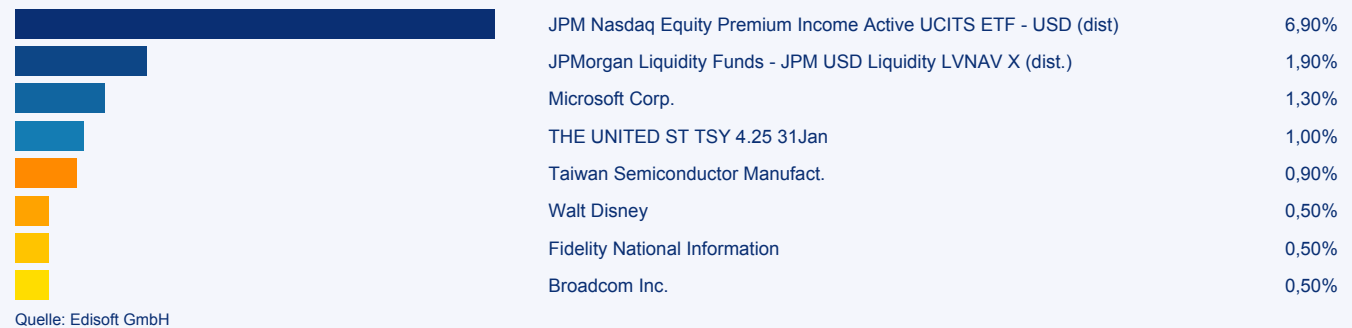 JPM Nasdaq Equity Premium Income Active UCITS ETF - USD (dist) 6,90%
JPMorgan Liquidity Funds - JPM USD Liquidity LVNAV X (dist.) 1,90%
Microsoft Corp. 1,30%
THE UNITED ST TSY 4.25 31Jan 1,00%
Taiwan Semiconductor Manufact. 0,90%
Walt Disney 0,50%
Fidelity National Information 0,50%
Broadcom Inc. 0,50%
Quelle: Edisoft GmbH